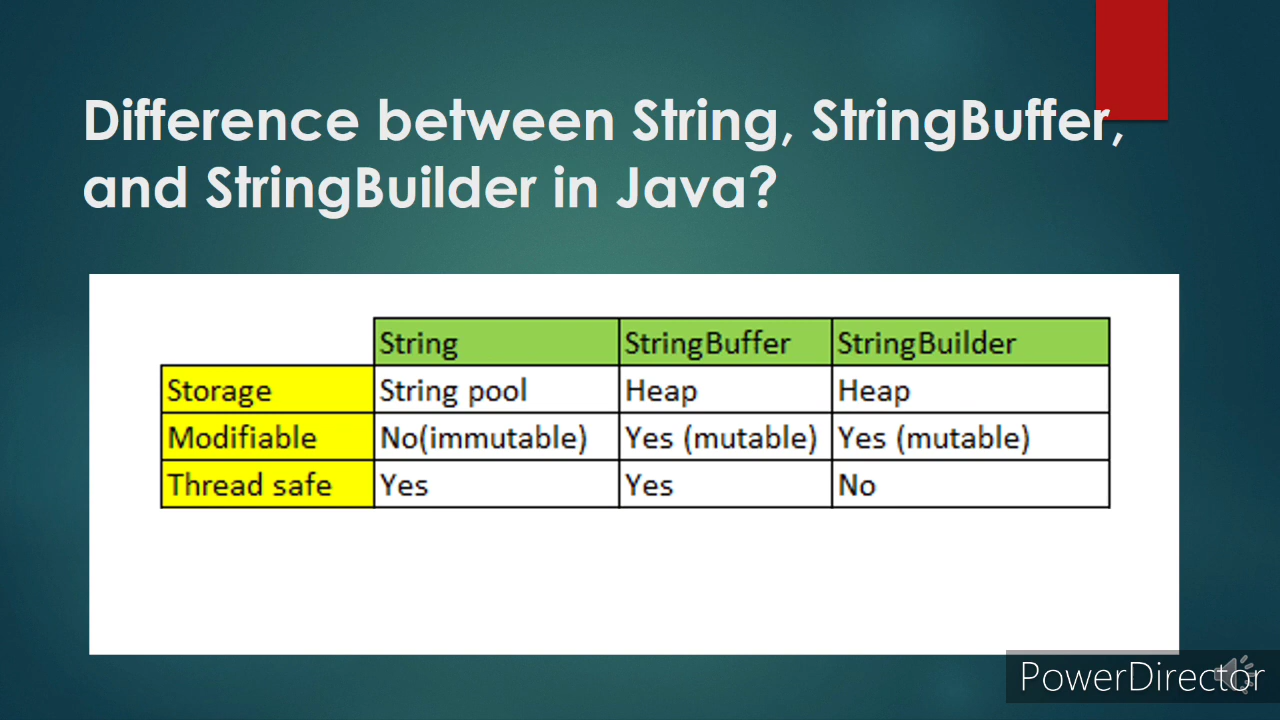 Difference between String, StringBuffer,
and StringBuilder in Java?
String StringBuffer StringBuilder
Storage String pool Heap Heap
Modifiable No(immutable) Yes (mutable) Yes (mutable)
Thread safe Yes Yes No
PowerDirector